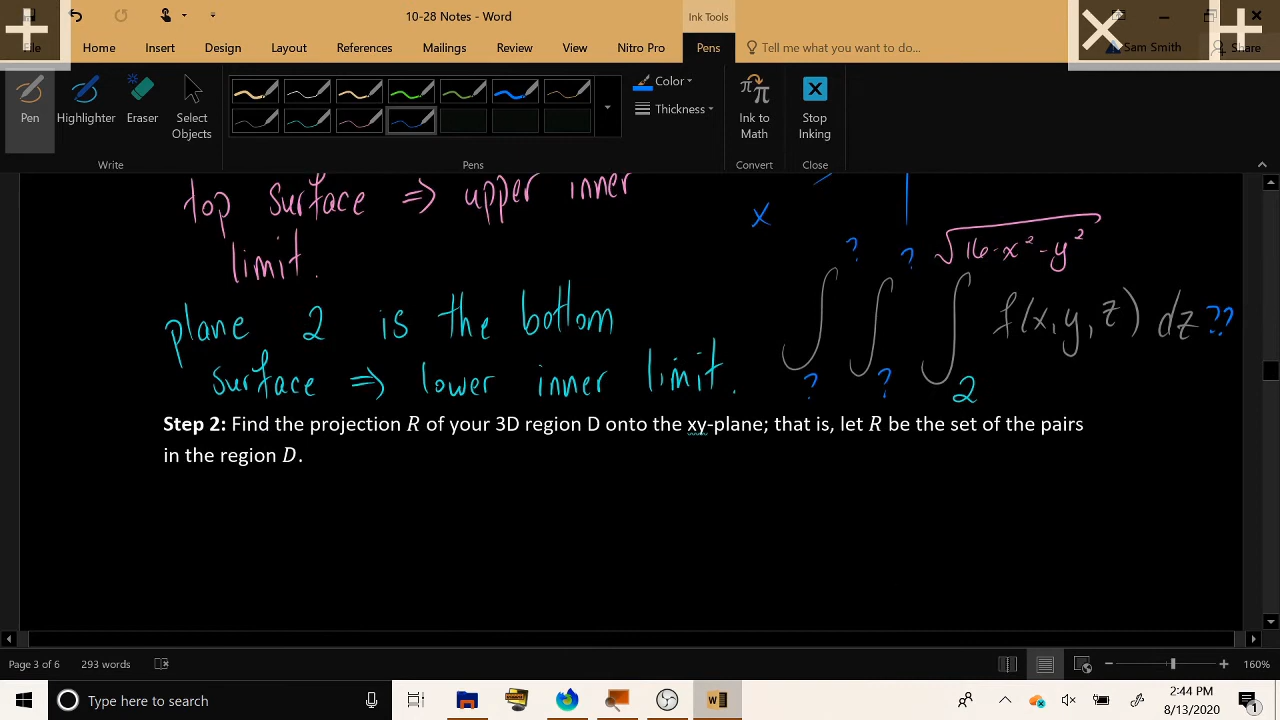 10-28 Notes - Word
Ink Tools
File Home Insert Design Layout References Mailings Review View Nitro Pro Pens Tell me what you want to do... Sam Smith Share
Pen Highlighter Eraser Select Objects
Color
Thickness
Ink to Math
Stop Inking
Write Pens Convert Close
top surface ⇒ upper inner
limit.
x
plane 2 is the bottom
surface ⇒ lower inner limit.
? ? √16-x²-y²
∫ ∫ ∫ f(x,y,z) dz ??
? ? 2
Step 2: Find the projection R of your 3D region D onto the xy-plane; that is, let R be the set of the pairs
in the region D.
Page 3 of 6 293 words 160%
Type here to search
2:44 PM
8/13/2020
1